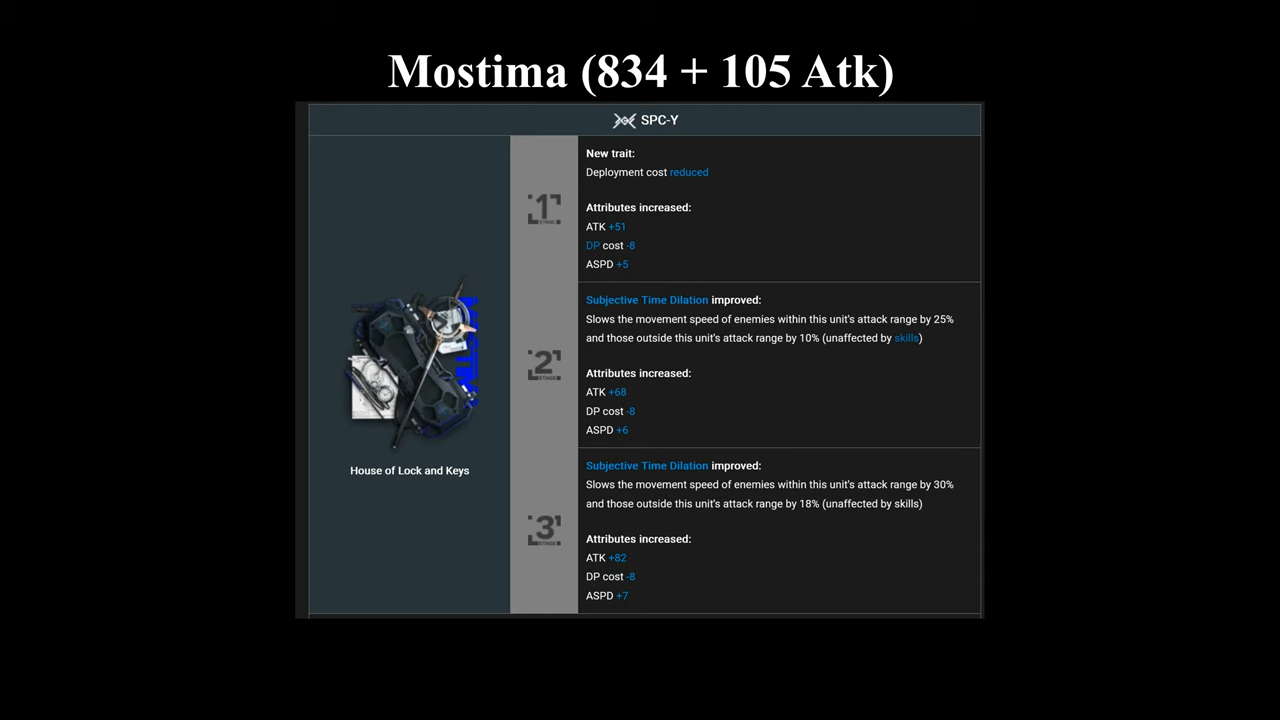 Mostima (834 + 105 Atk)
SPC-Y
New trait:
Deployment cost reduced
Attributes increased:
ATK +51
DP cost -8
ASPD +5
Subjective Time Dilation improved:
Slows the movement speed of enemies within this unit's attack range by 25%
and those outside this unit's attack range by 10% (unaffected by skills)
Attributes increased:
ATK +68
DP cost -8
ASPD +6
House of Lock and Keys
Subjective Time Dilation improved:
Slows the movement speed of enemies within this unit's attack range by 30%
and those outside this unit's attack range by 18% (unaffected by skills)
Attributes increased:
ATK +82
DP cost -8
ASPD +7
1
2
3